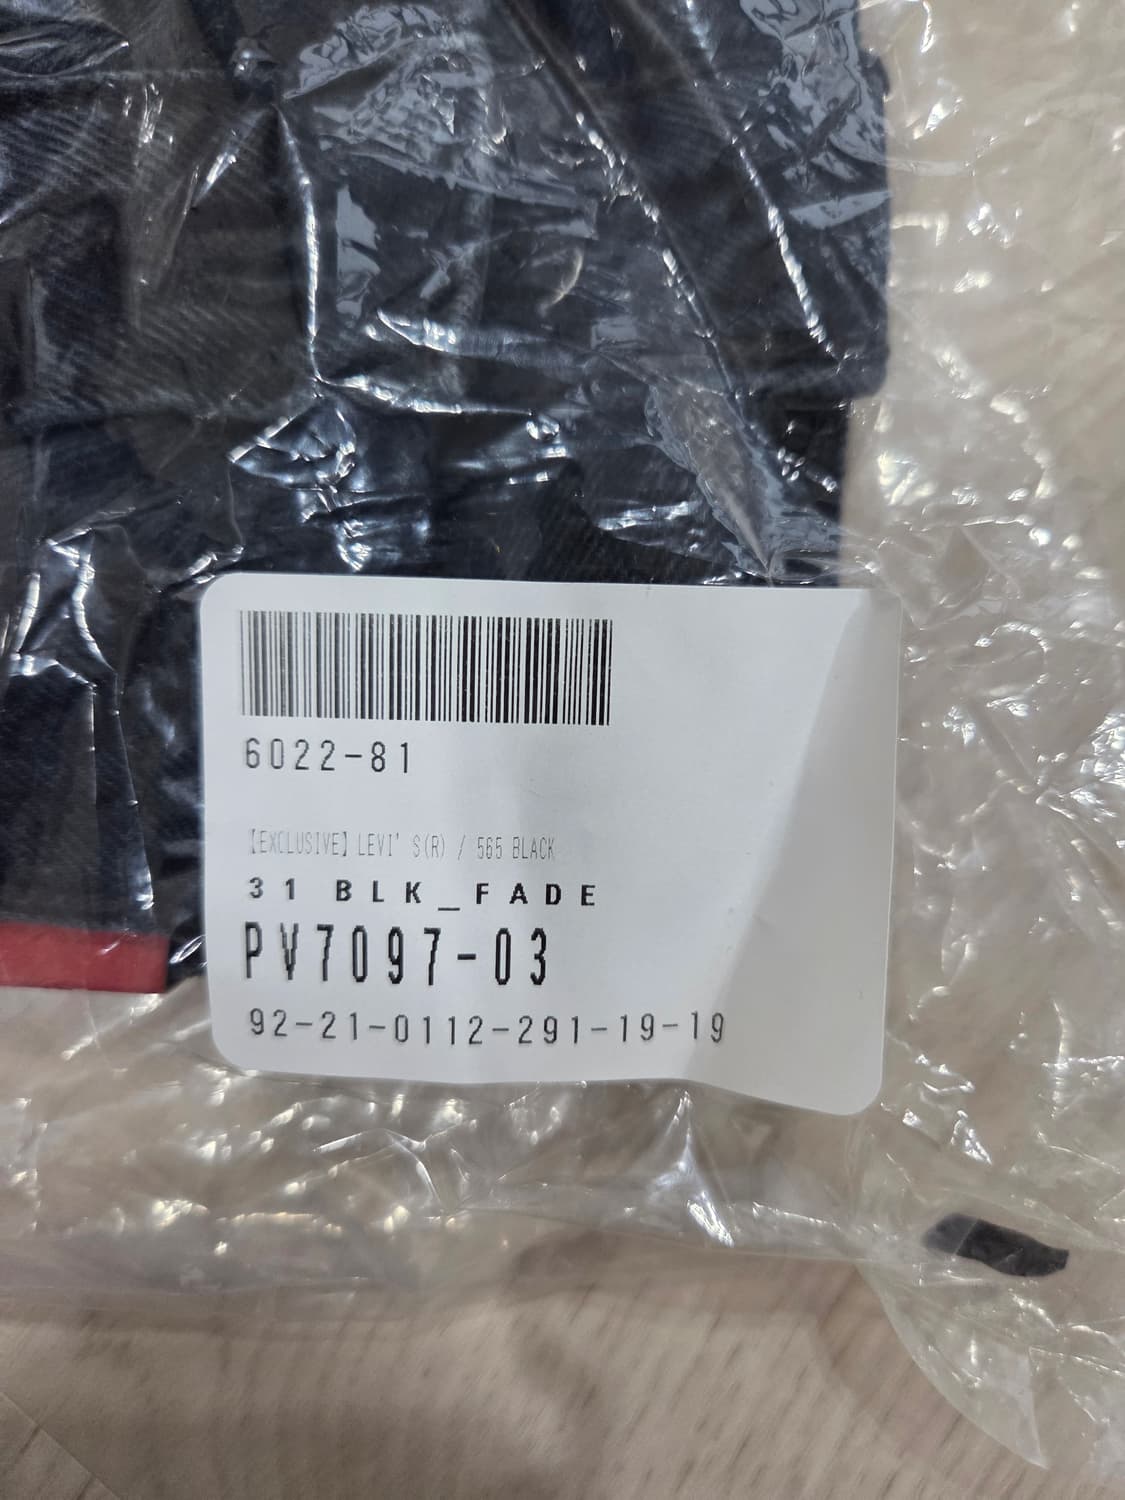 6022-81
【EXCLUSIVE】LEVI' S(R) / 565 BLACK
31 BLK_FADE
PV7097-03
92-21-0112-291-19-19